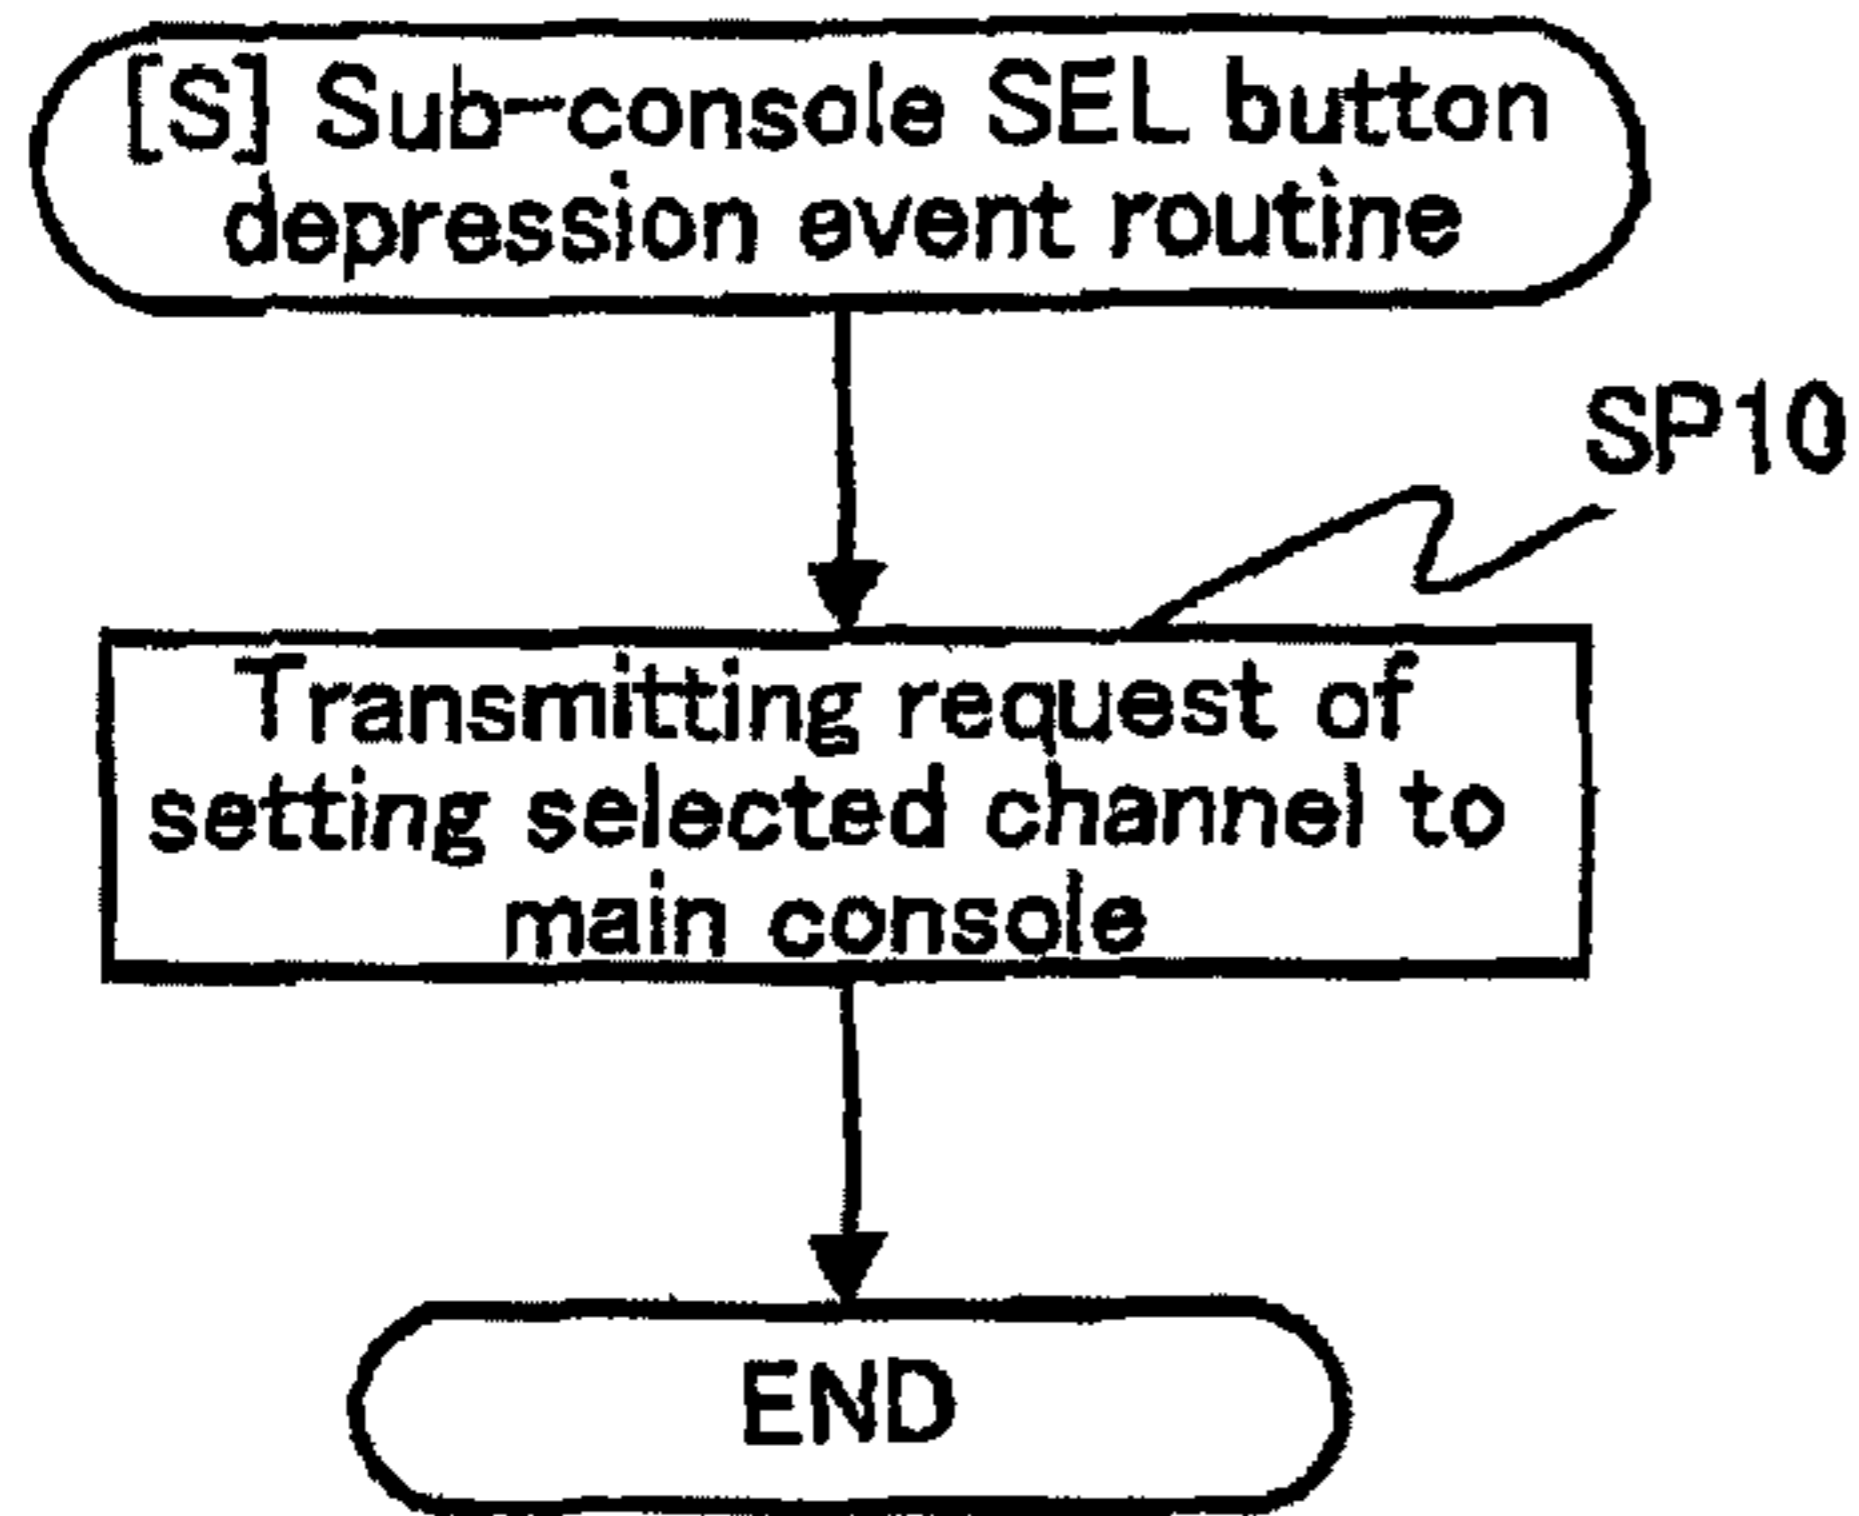 [S] Sub-console SEL button
depression event routine
SP10
Transmitting request of
setting selected channel to
main console
END